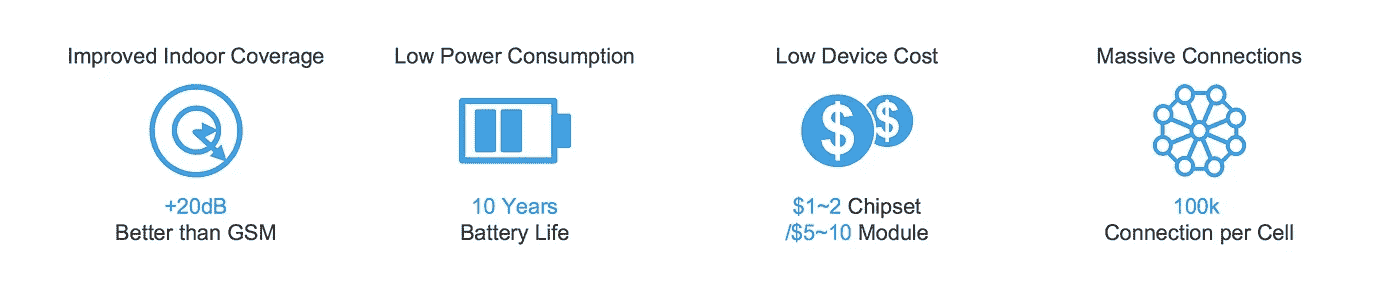 Improved Indoor Coverage
Low Power Consumption
Low Device Cost
Massive Connections
$
$
+20dB
Better than GSM
10 Years
Battery Life
$1~2 Chipset
/$5~10 Module
100k
Connection per Cell